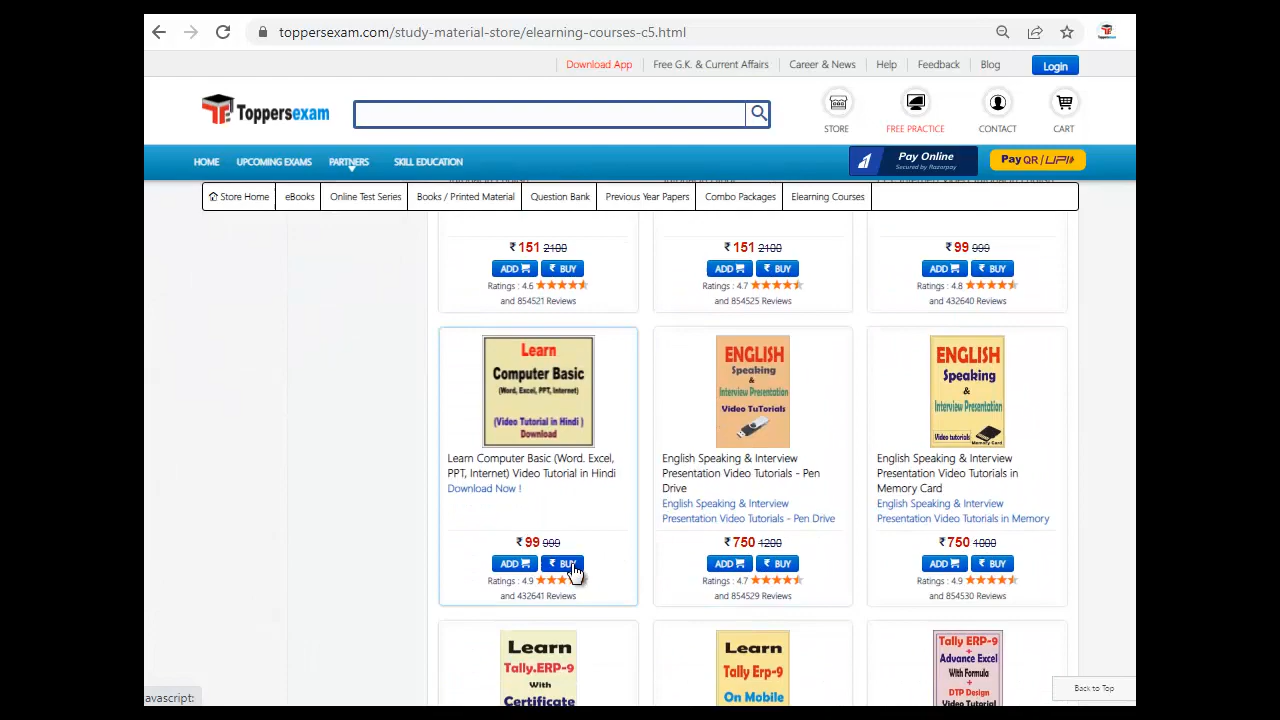 toppersexam.com/study-material-store/elearning-courses-c5.html
Download App Free G.K. & Current Affairs Career & News Help Feedback Blog Login
Toppersexam
STORE FREE PRACTICE CONTACT CART
HOME UPCOMING EXAMS PARTNERS SKILL EDUCATION
Pay Online
Secured by Razorpay
Pay QR / UPI
Store Home eBooks Online Test Series Books / Printed Material Question Bank Previous Year Papers Combo Packages Elearning Courses
₹ 151 2100
ADD ₹ BUY
Ratings : 4.6
and 854521 Reviews
₹ 151 2100
ADD ₹ BUY
Ratings : 4.7
and 854525 Reviews
₹ 99 999
ADD ₹ BUY
Ratings : 4.8
and 432640 Reviews
Learn
Computer Basic
(Word, Excel, PPT, Internet)
(Video Tutorial in Hindi )
Download
Learn Computer Basic (Word. Excel,
PPT, Internet) Video Tutorial in Hindi
Download Now !
₹ 99 999
ADD ₹ BUY
Ratings : 4.9
and 432641 Reviews
ENGLISH
Speaking
&
Interview Presentation
Video TuTorials
English Speaking & Interview
Presentation Video Tutorials - Pen
Drive
English Speaking & Interview
Presentation Video Tutorials - Pen Drive
₹ 750 1200
ADD ₹ BUY
Ratings : 4.7
and 854529 Reviews
ENGLISH
Speaking
&
Interview Presentation
Video tutorials
Memory Card
English Speaking & Interview
Presentation Video Tutorials in
Memory Card
English Speaking & Interview
Presentation Video Tutorials in Memory
₹ 750 1000
ADD ₹ BUY
Ratings : 4.9
and 854530 Reviews
Learn
Tally.ERP-9
With
Certificate
Learn
Tally Erp-9
On Mobile
Tally ERP-9
+
Advance Excel
With Formula
+
DTP Design
Video Tutorial
Back to Top
avascript: